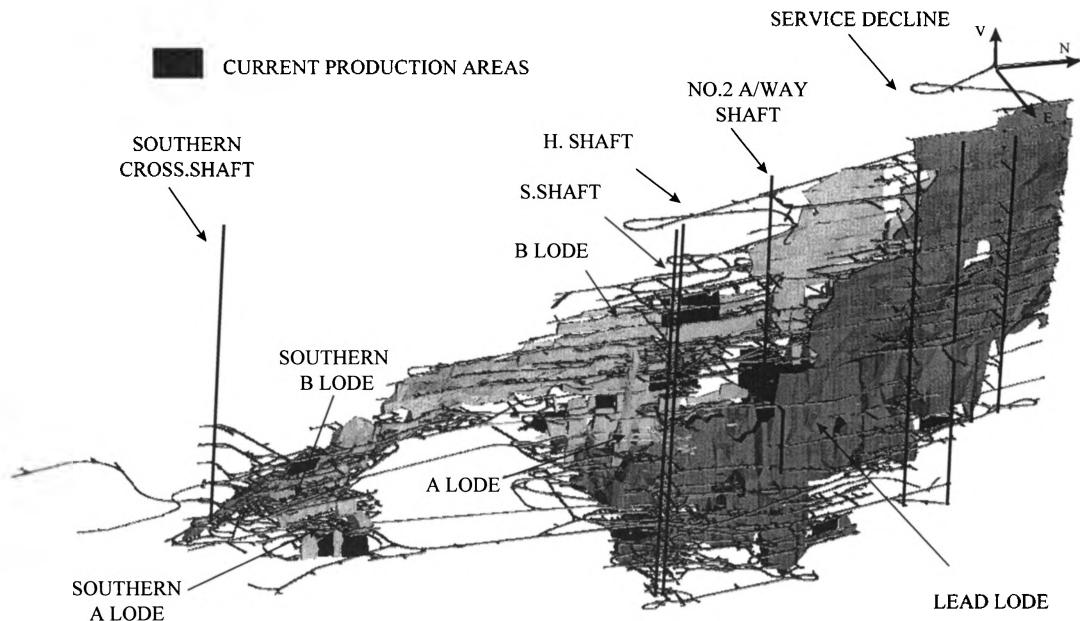 SERVICE DECLINE
V
N
E
CURRENT PRODUCTION AREAS
NO.2 A/WAY
SHAFT
SOUTHERN
CROSS.SHAFT
H. SHAFT
S.SHAFT
B LODE
SOUTHERN
B LODE
A LODE
SOUTHERN
A LODE
LEAD LODE